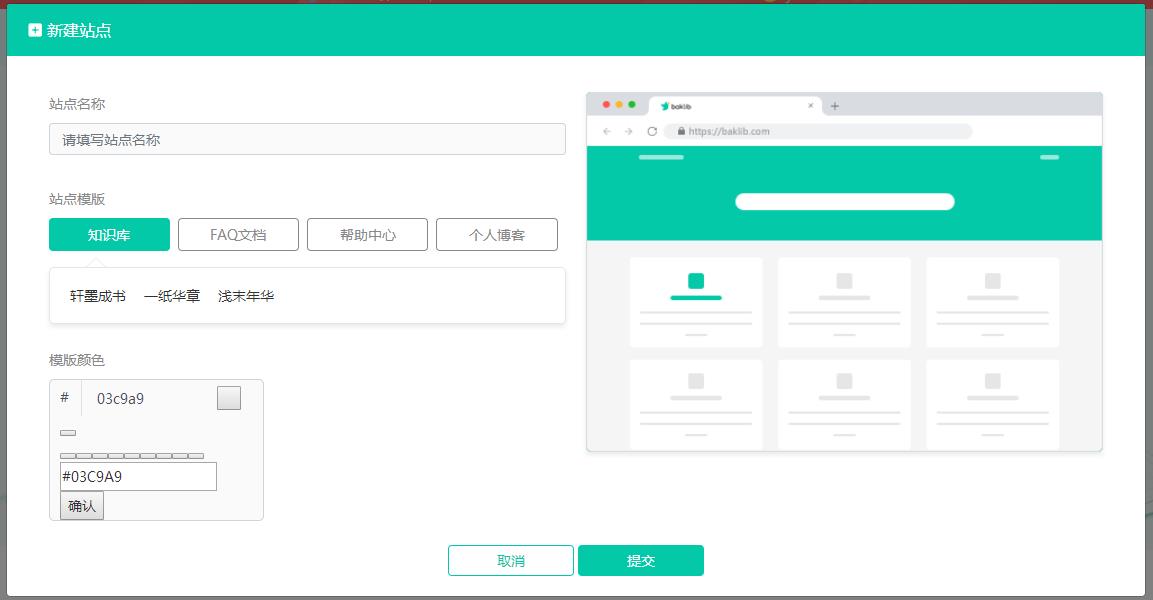 新建站点
站点名称
请填写站点名称
站点模版
知识库 FAQ文档 帮助中心 个人博客
轩墨成书 一纸华章 浅末年华
模版颜色
# 03c9a9
#03C9A9
确认
baklib
https://baklib.com
取消 提交